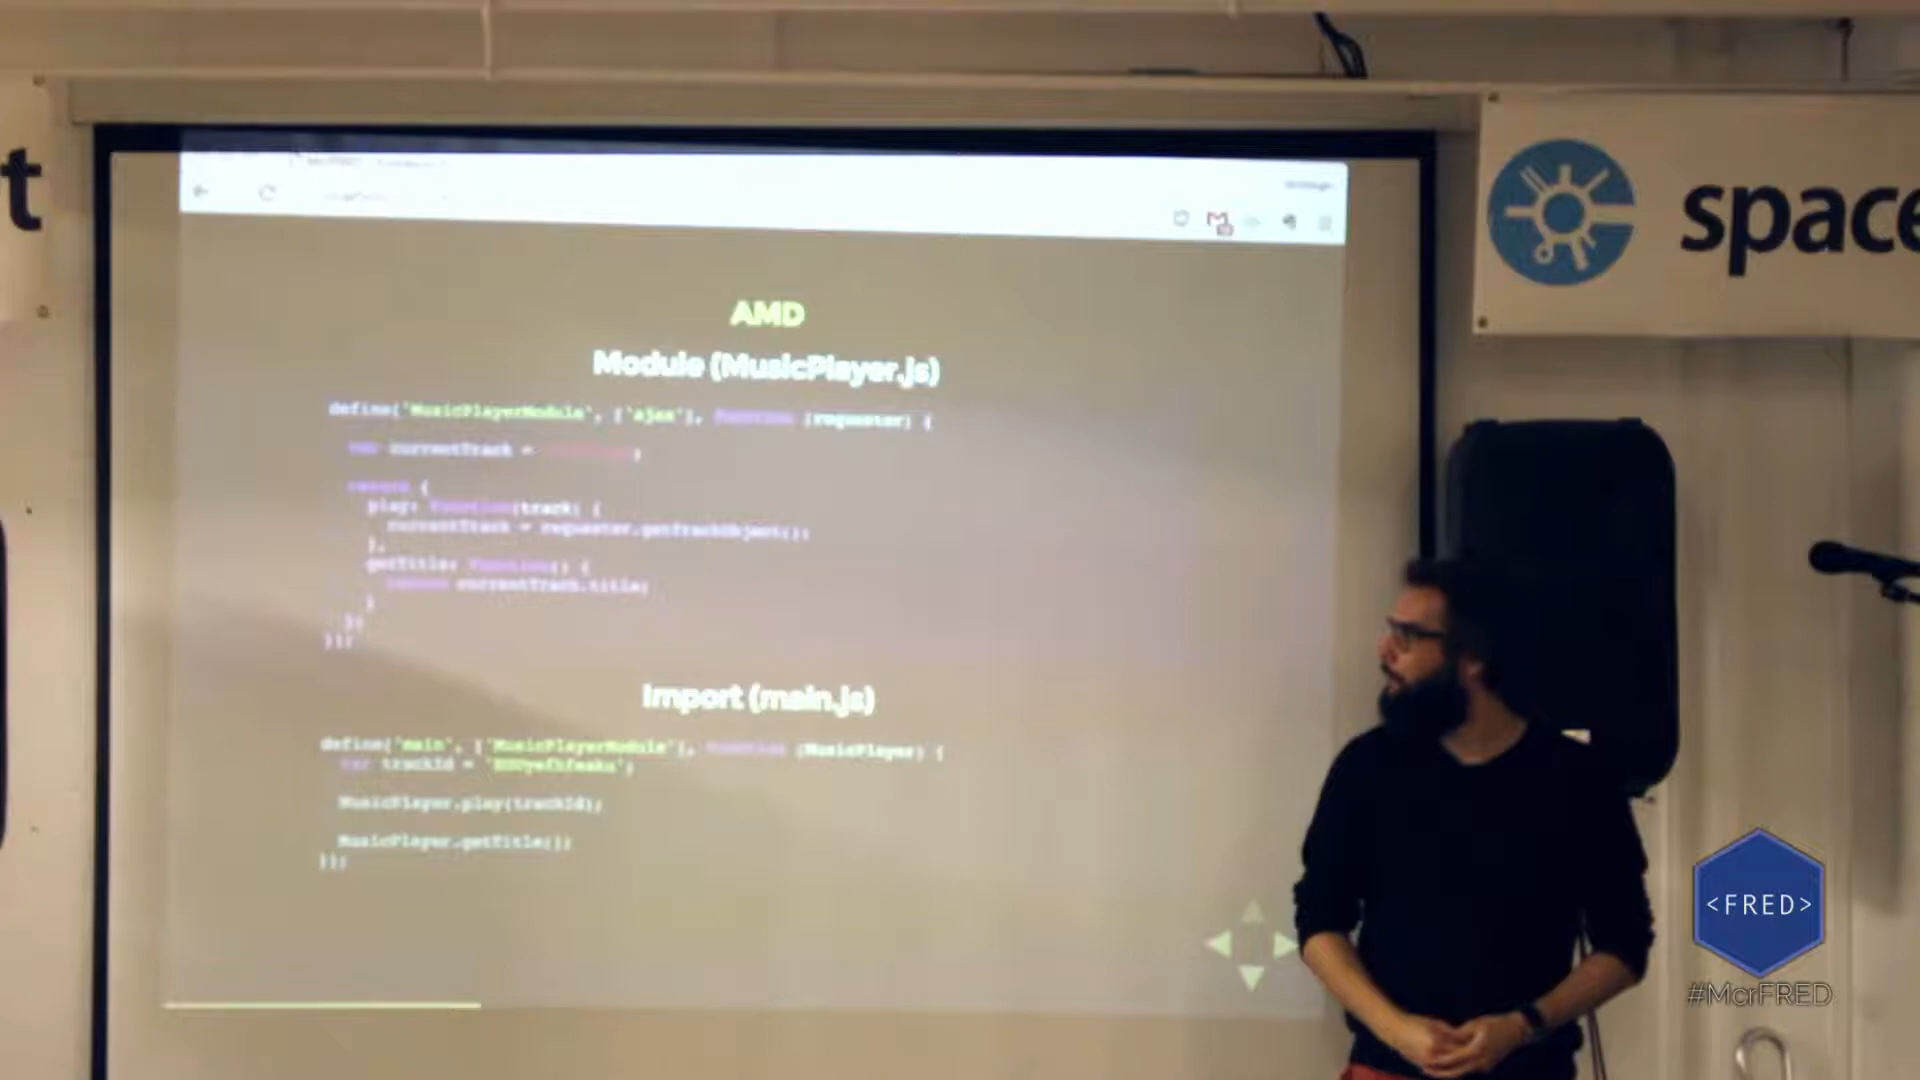 t
space
AMD
Module (MusicPlayer.js)
define('MusicPlayerModule', ['ajax'], function (requester) {
var currentTrack = ;
return {
play: function(track) {
currentTrack = requester.getTrackObject();
},
getTitle: function() {
return currentTrack.title;
}
};
});
Import (main.js)
define('main', ['MusicPlayerModule'], function (MusicPlayer) {
var trackId = ';
MusicPlayer.play(trackId);
MusicPlayer.getTitle();
});
<FRED>
#McrFRED